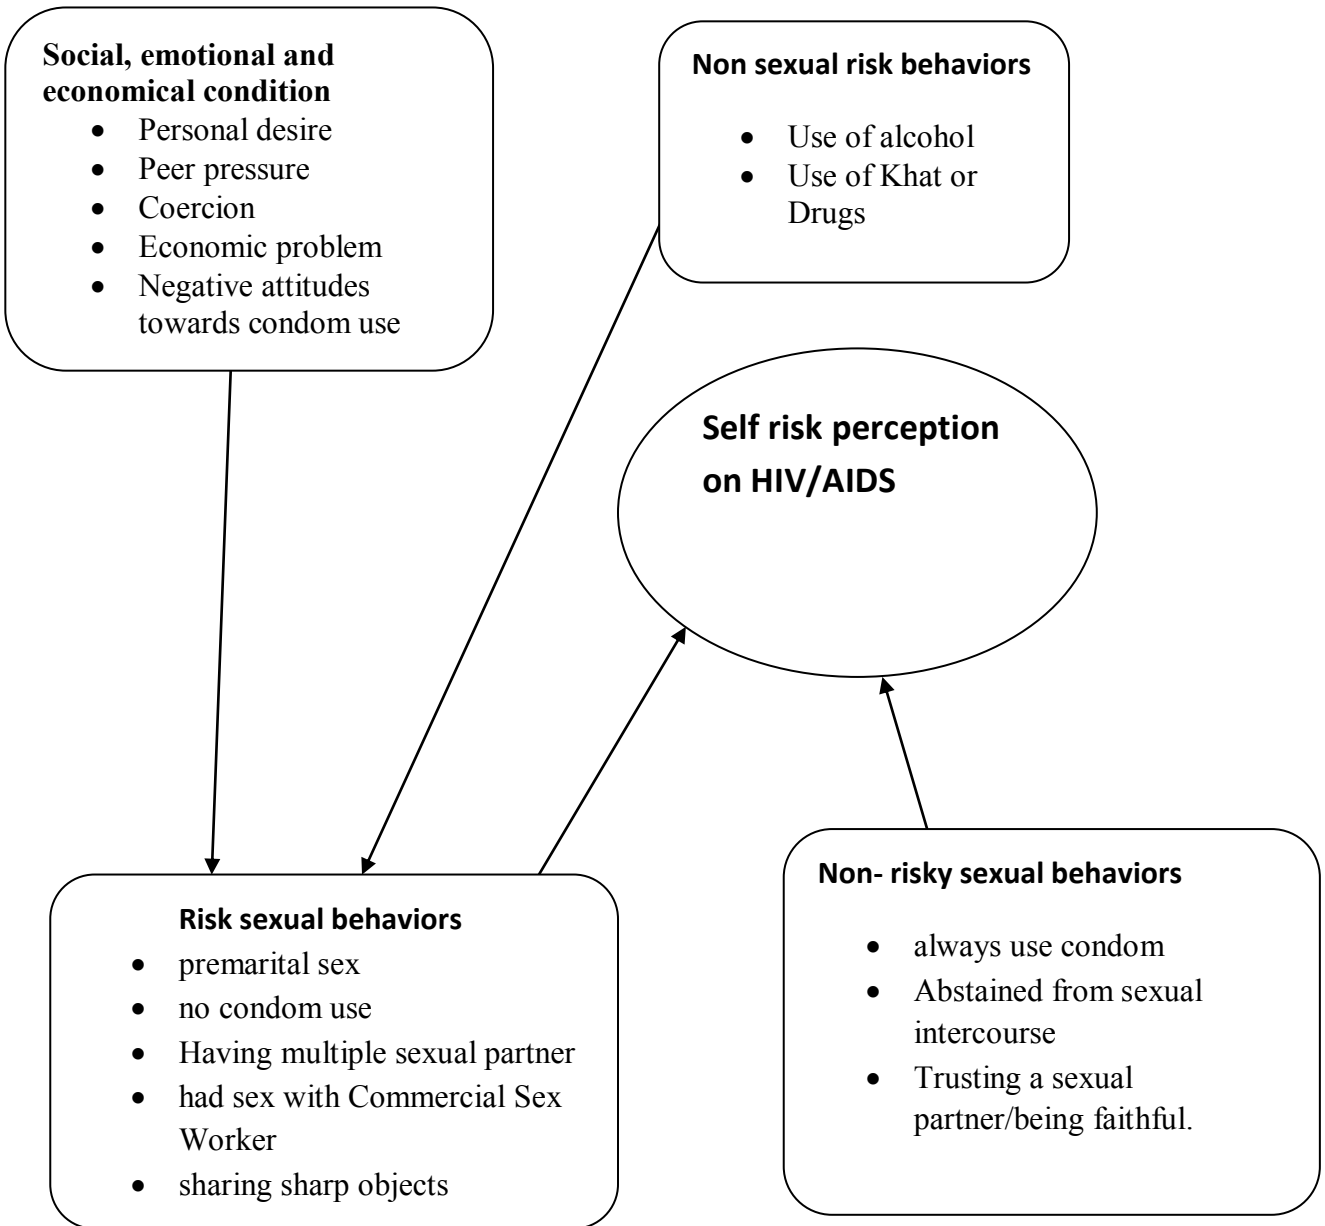 Social, emotional and
economical condition
• Personal desire
• Peer pressure
• Coercion
• Economic problem
• Negative attitudes
towards condom use
Non sexual risk behaviors
• Use of alcohol
• Use of Khat or
Drugs
Self risk perception
on HIV/AIDS
Risk sexual behaviors
• premarital sex
• no condom use
• Having multiple sexual partner
• had sex with Commercial Sex
Worker
• sharing sharp objects
Non- risky sexual behaviors
• always use condom
• Abstained from sexual
intercourse
• Trusting a sexual
partner/being faithful.